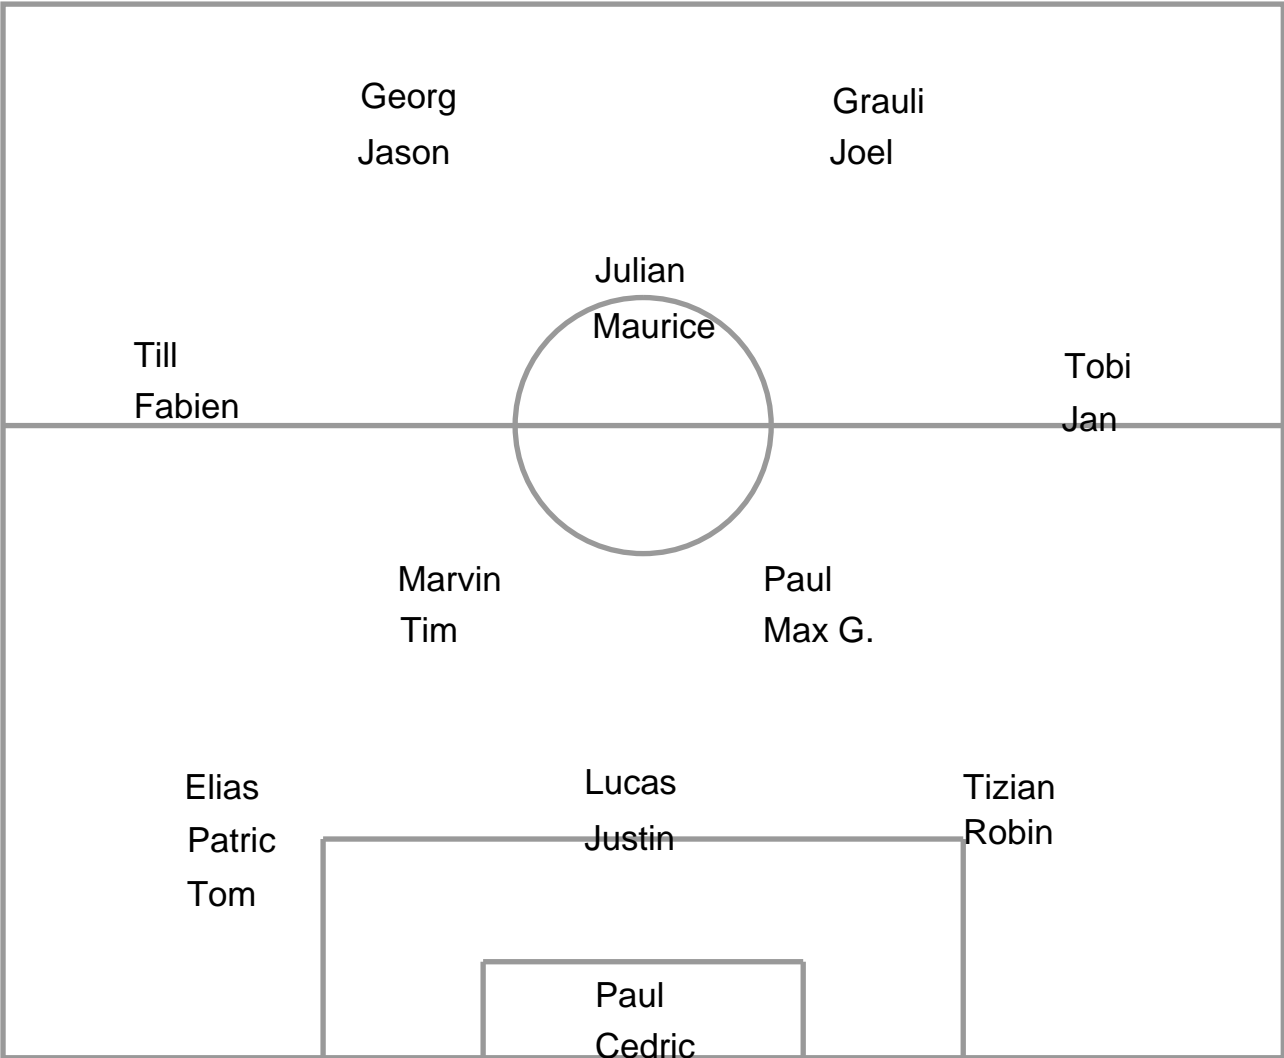 Georg
Jason
Grauli
Joel
Julian
Maurice
Till
Fabien
Tobi
Jan
Marvin
Tim
Paul
Max G.
Elias
Patric
Tom
Lucas
Justin
Tizian
Robin
Paul
Cedric